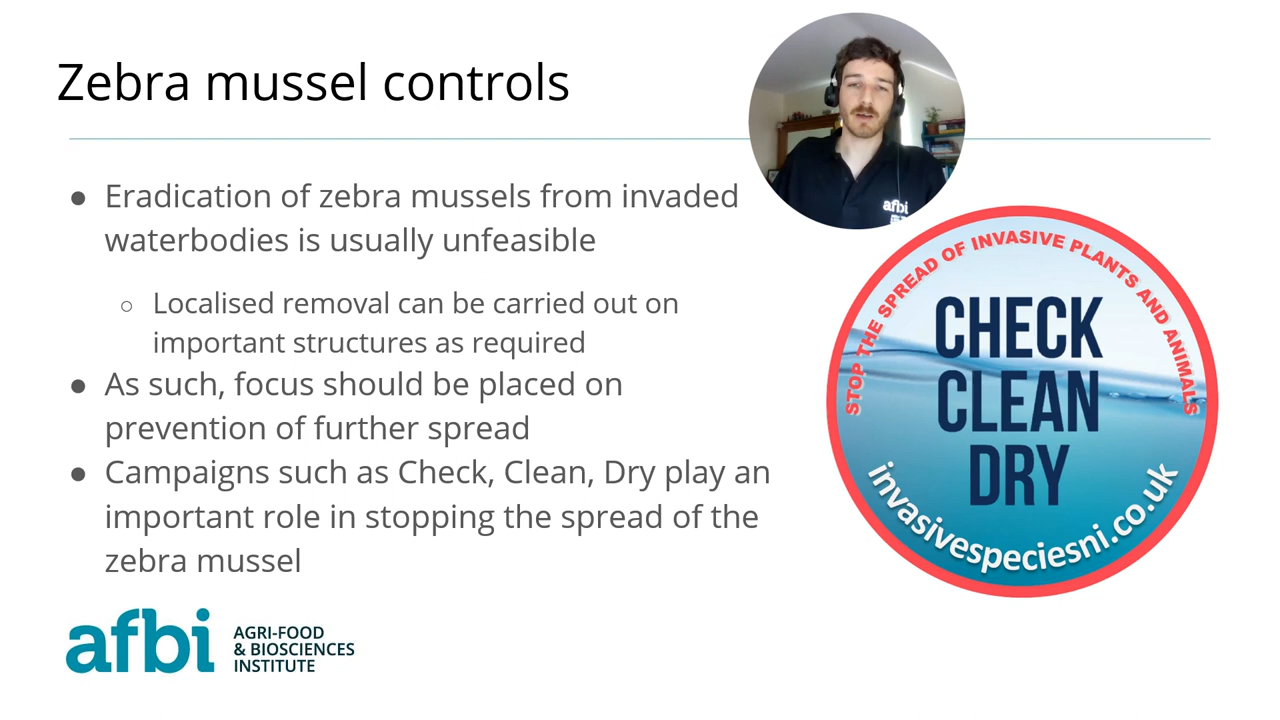 Zebra mussel controls
● Eradication of zebra mussels from invaded
waterbodies is usually unfeasible
○ Localised removal can be carried out on
important structures as required
● As such, focus should be placed on
prevention of further spread
● Campaigns such as Check, Clean, Dry play an
important role in stopping the spread of the
zebra mussel
afbi
STOP THE SPREAD OF INVASIVE PLANTS AND ANIMALS
CHECK
CLEAN
DRY
invasivespeciesni.co.uk
afbi
AGRI-FOOD
& BIOSCIENCES
INSTITUTE